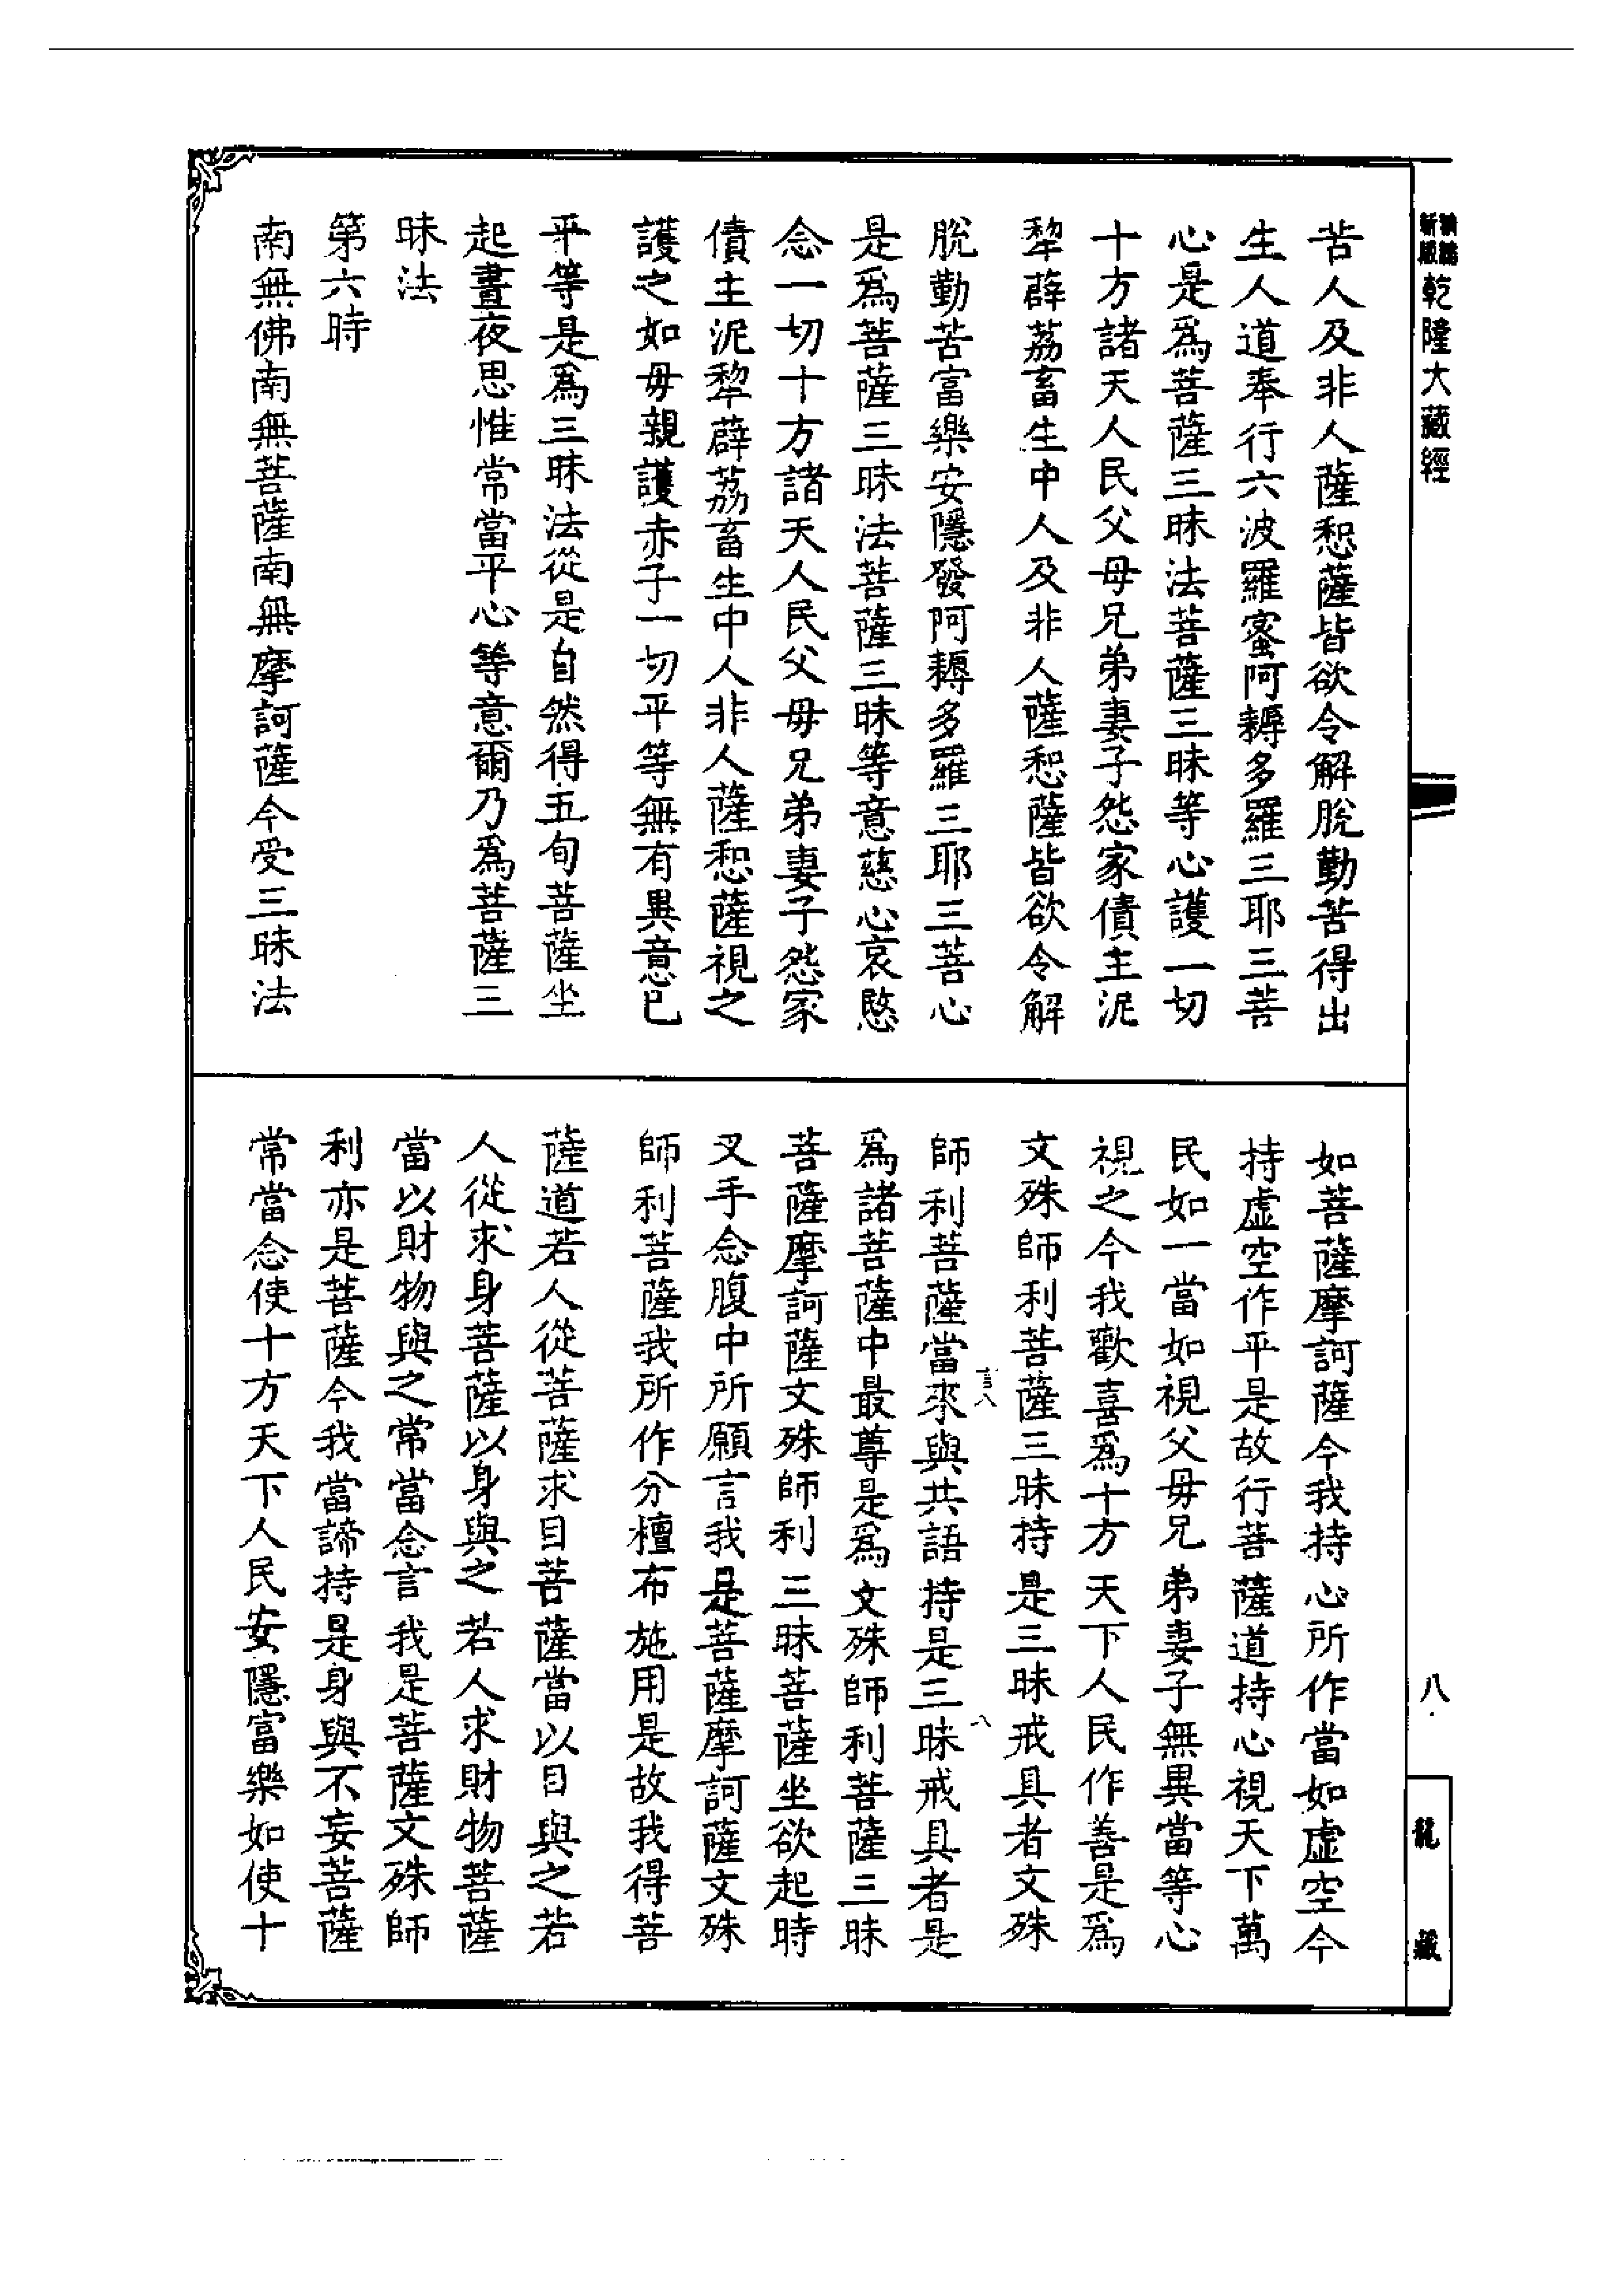 乾隆大藏經
苦人及非人薩惒薩皆欲令解脫勤苦得出
生人道奉行六波羅蜜阿耨多羅三耶三菩
心是爲菩薩三昧法菩薩三昧等心護一切
十方諸天人民父母兄弟妻子怨家債主泥
犂薜荔畜生中人及非人薩惒薩皆欲令解
脫勤苦富樂安隱發阿耨多羅三耶三菩心
是爲菩薩三昧法菩薩三昧等意慈心哀愍
念一切十方諸天人民父母兄弟妻子怨家
債主泥犂薜荔畜生中人非人薩惒薩視之
護之如母親護赤子一切平等無有異意已
平等是爲三昧法從是自然得五旬菩薩坐
起晝夜思惟常當平心等意爾乃爲菩薩三
昧法
第六時
南無佛南無菩薩南無摩訶薩今受三昧法
如菩薩摩訶薩今我持心所作當如虛空今
持虛空作平是故行菩薩道持心視天下萬
民如一當如視父母兄弟妻子無異當等心
視之今我歡喜爲十方天下人民作善是爲
文殊師利菩薩三昧持是三昧戒具者文殊
師利菩薩當來與共語持是三昧戒具者是
爲諸菩薩中最尊是爲文殊師利菩薩三昧
菩薩摩訶薩文殊師利三昧菩薩坐欲起時
叉手念腹中所願言我是菩薩摩訶薩文殊
師利菩薩我所作分檀布施用是故我得菩
薩道若人從菩薩求目菩薩當以目與之若
人從求身菩薩以身與之若人求財物菩薩
當以財物與之常當念言我是菩薩文殊師
利亦是菩薩今我當諦持是身與不妄菩薩
常當念使十方天下人民安隱富樂如使十
八
龍藏